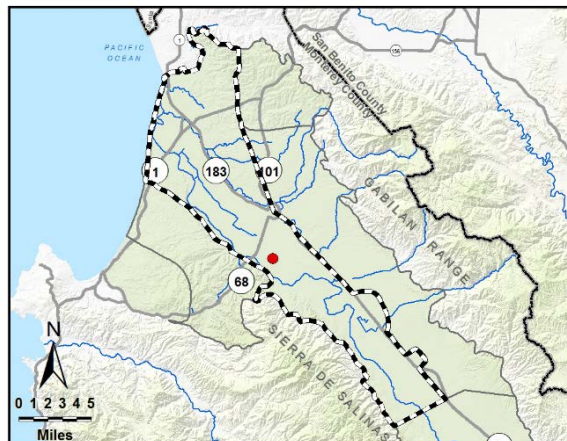 1
156
PACIFIC
OCEAN
San Benito County
Monterey County
183
101
1
GABILAN RANGE
68
SIERRA DE SALINAS
N
0 1 2 3 4 5
Miles